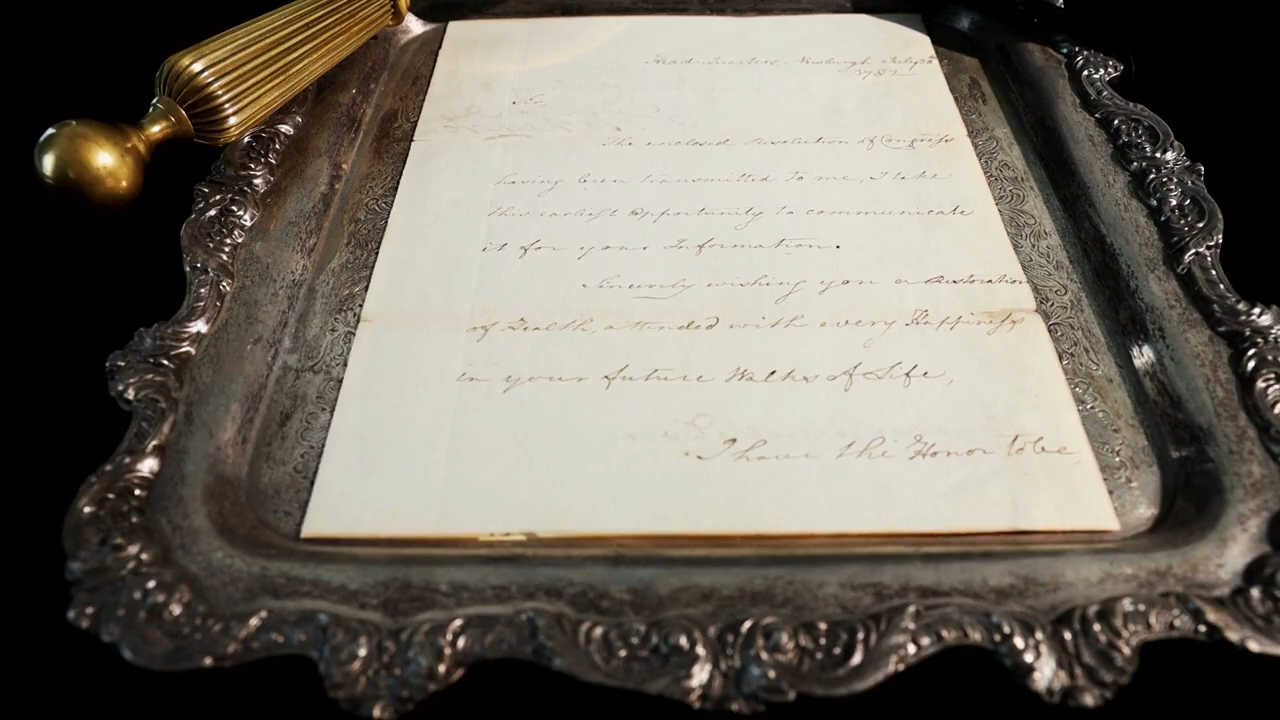 Head Quarters, Newburgh July 30th
1782
Sir,
The enclosed Resolution of Congress
having been transmitted to me, I take
this earliest Opportunity to communicate
it for your Information.
Sincerely wishing you a Restoration
of Health, attended with every Happiness
in your future Walks of Life,
I have the Honor to be,